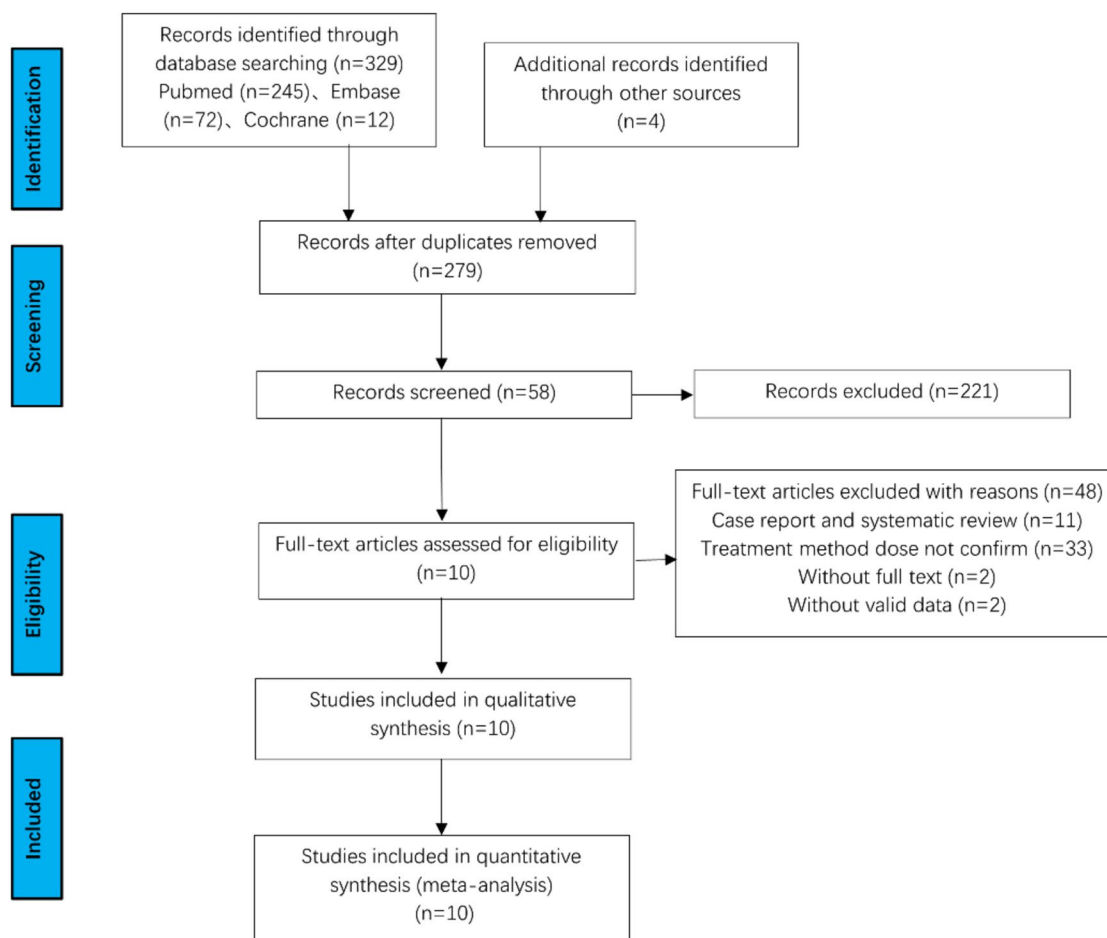 Identification
Records identified through
database searching (n=329)
Pubmed (n=245)、Embase
(n=72)、Cochrane (n=12)
Additional records identified
through other sources
(n=4)
Screening
Records after duplicates removed
(n=279)
Records screened (n=58)
Records excluded (n=221)
Eligibility
Full-text articles assessed for eligibility
(n=10)
Full-text articles excluded with reasons (n=48)
Case report and systematic review (n=11)
Treatment method dose not confirm (n=33)
Without full text (n=2)
Without valid data (n=2)
Included
Studies included in qualitative
synthesis (n=10)
Studies included in quantitative
synthesis (meta-analysis)
(n=10)